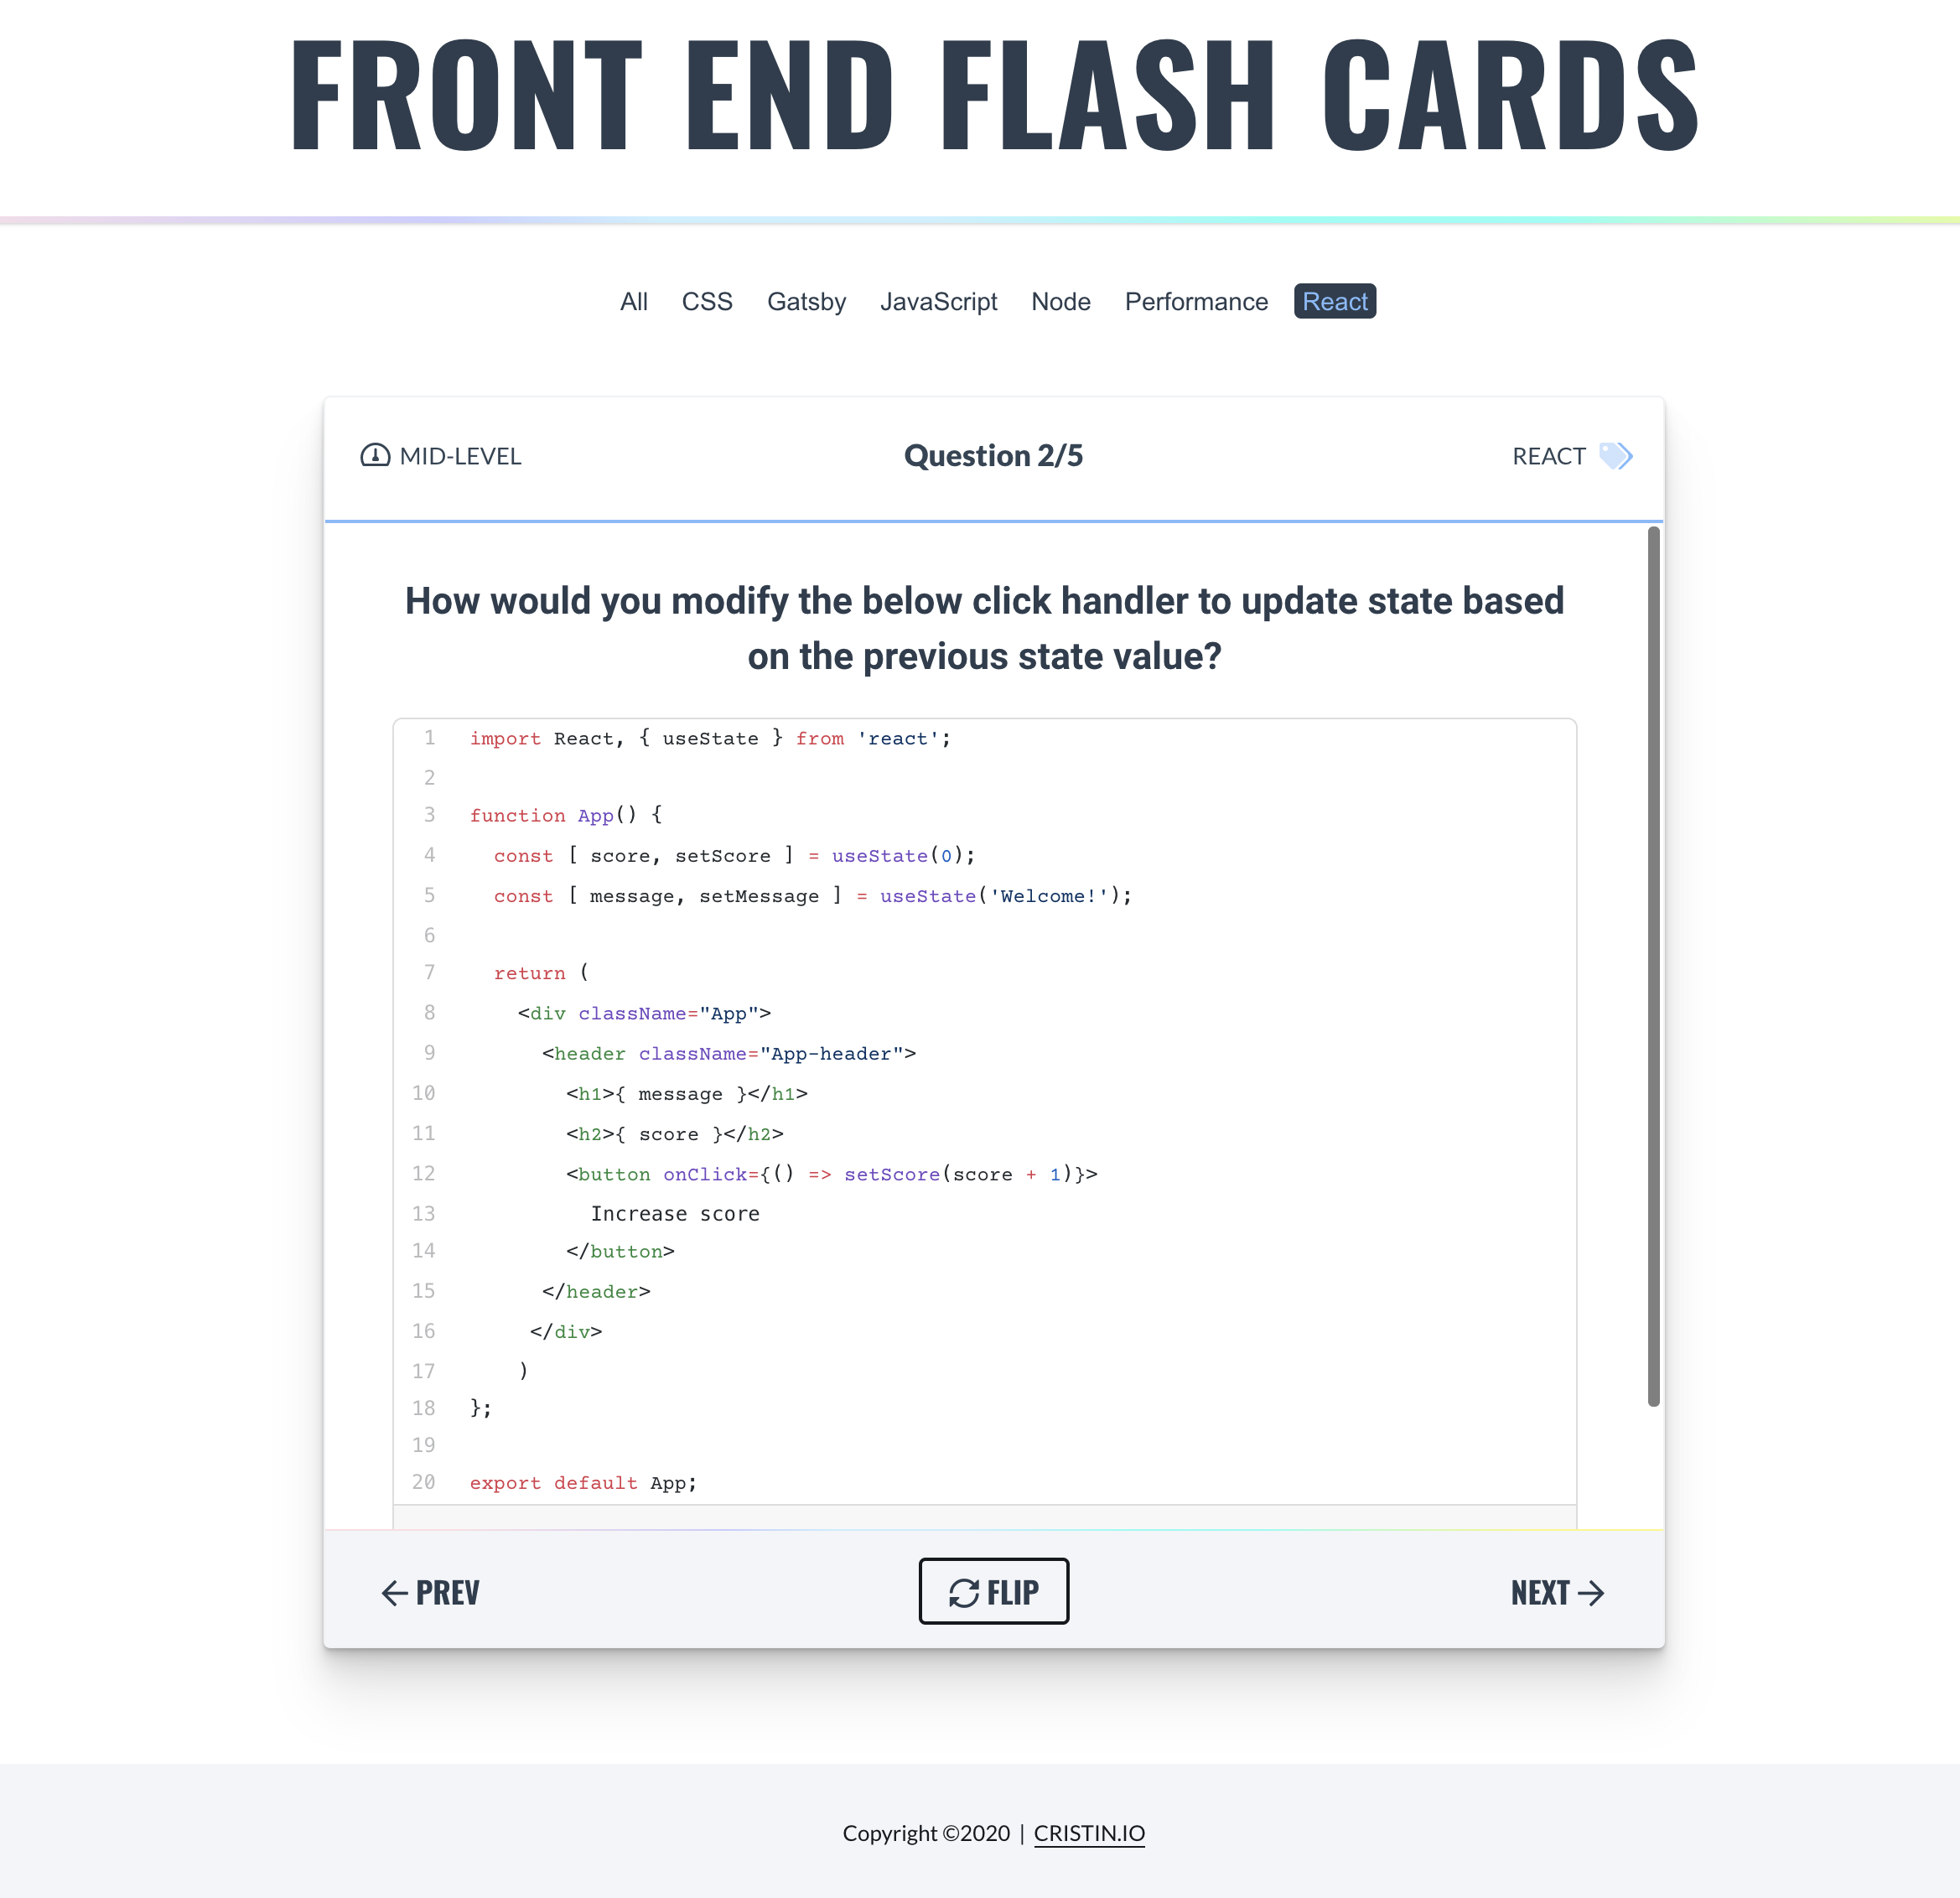 FRONT END FLASH CARDS
All CSS Gatsby JavaScript Node Performance React
MID-LEVEL Question 2/5 REACT
How would you modify the below click handler to update state based
on the previous state value?
1 import React, { useState } from 'react';
2
3 function App() {
4   const [ score, setScore ] = useState(0);
5   const [ message, setMessage ] = useState('Welcome!');
6
7   return (
8     <div className="App">
9       <header className="App-header">
10         <h1>{ message }</h1>
11         <h2>{ score }</h2>
12         <button onClick={() => setScore(score + 1)}>
13           Increase score
14         </button>
15       </header>
16      </div>
17     )
18 };
19
20 export default App;
PREV FLIP NEXT
Copyright ©2020 | CRISTIN.IO